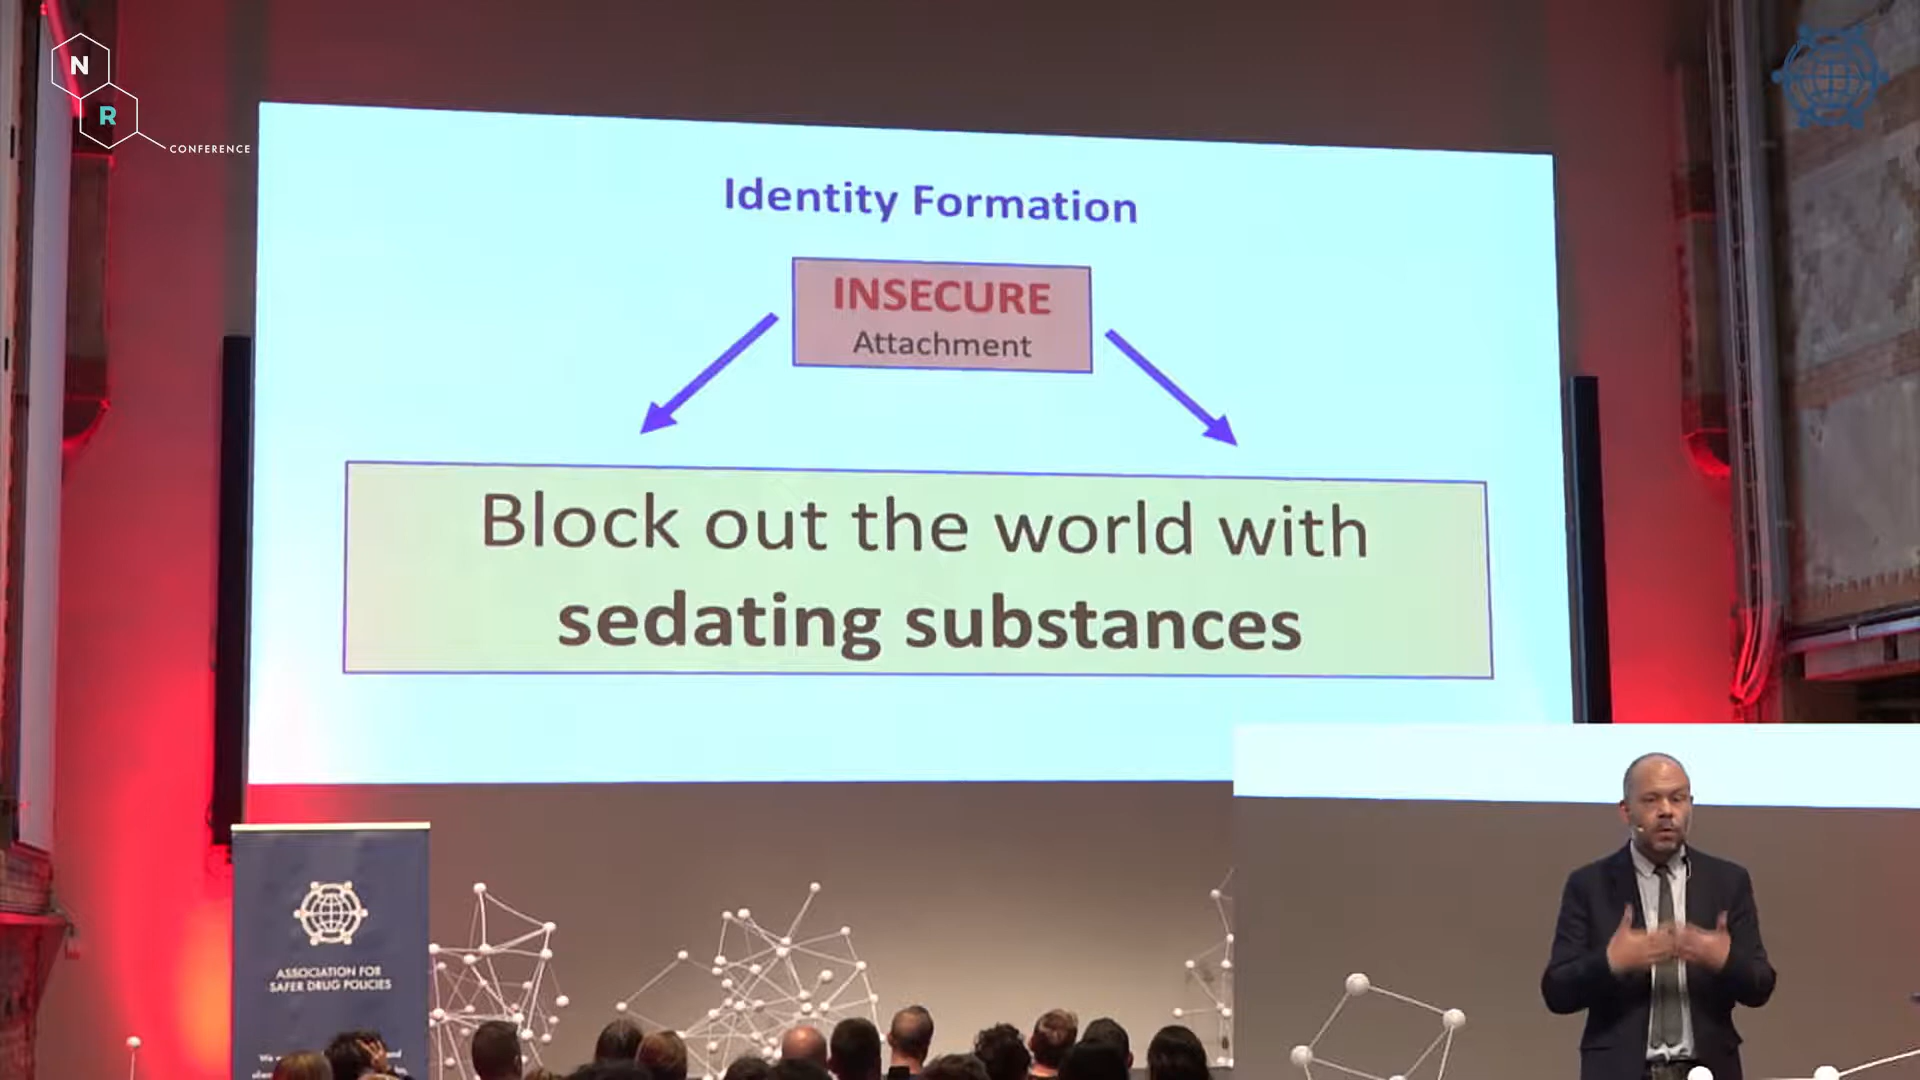 N
R
CONFERENCE
Identity Formation
INSECURE
Attachment
Block out the world with
sedating substances
ASSOCIATION FOR
SAFER DRUG POLICIES